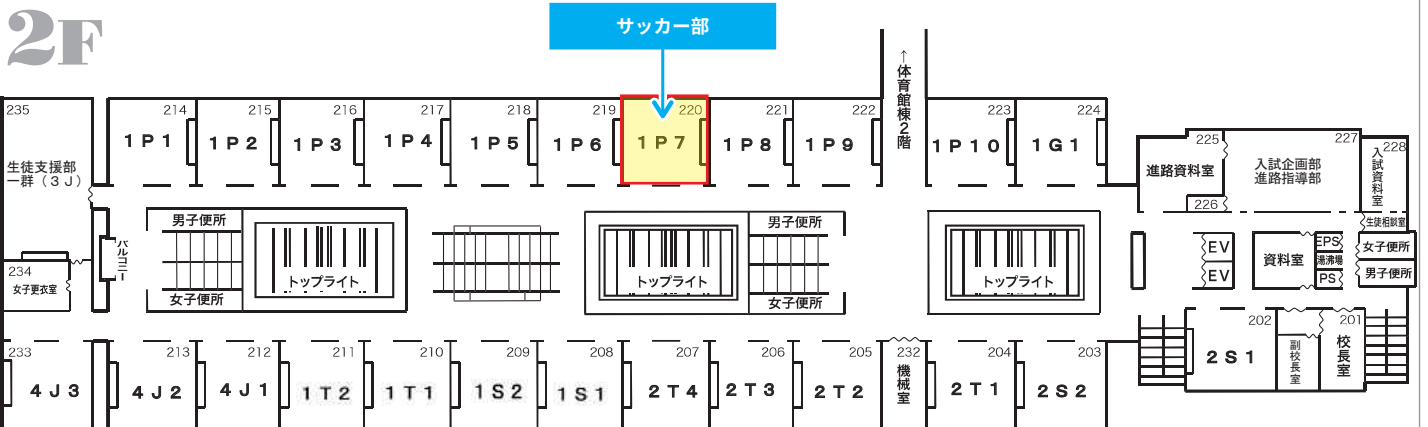 2F
サッカー部
↑体育館棟2階
235
生徒支援部
一群（3J）
214
1P1
215
1P2
216
1P3
217
1P4
218
1P5
219
1P6
220
1P7
221
1P8
222
1P9
223
1P10
224
1G1
225
進路資料室
226
227
入試企画部
進路指導部
228
入試資料室
生徒相談室
男子便所
女子便所
トップライト
トップライト
男子便所
女子便所
トップライト
バルコニー
234
女子更衣室
EV
EV
資料室
EPS
湯沸場
PS
女子便所
男子便所
233
4J3
213
4J2
212
4J1
211
1T2
210
1T1
209
1S2
208
1S1
207
2T4
206
2T3
205
2T2
232
機械室
204
2T1
203
2S2
202
2S1
副校長室
201
校長室